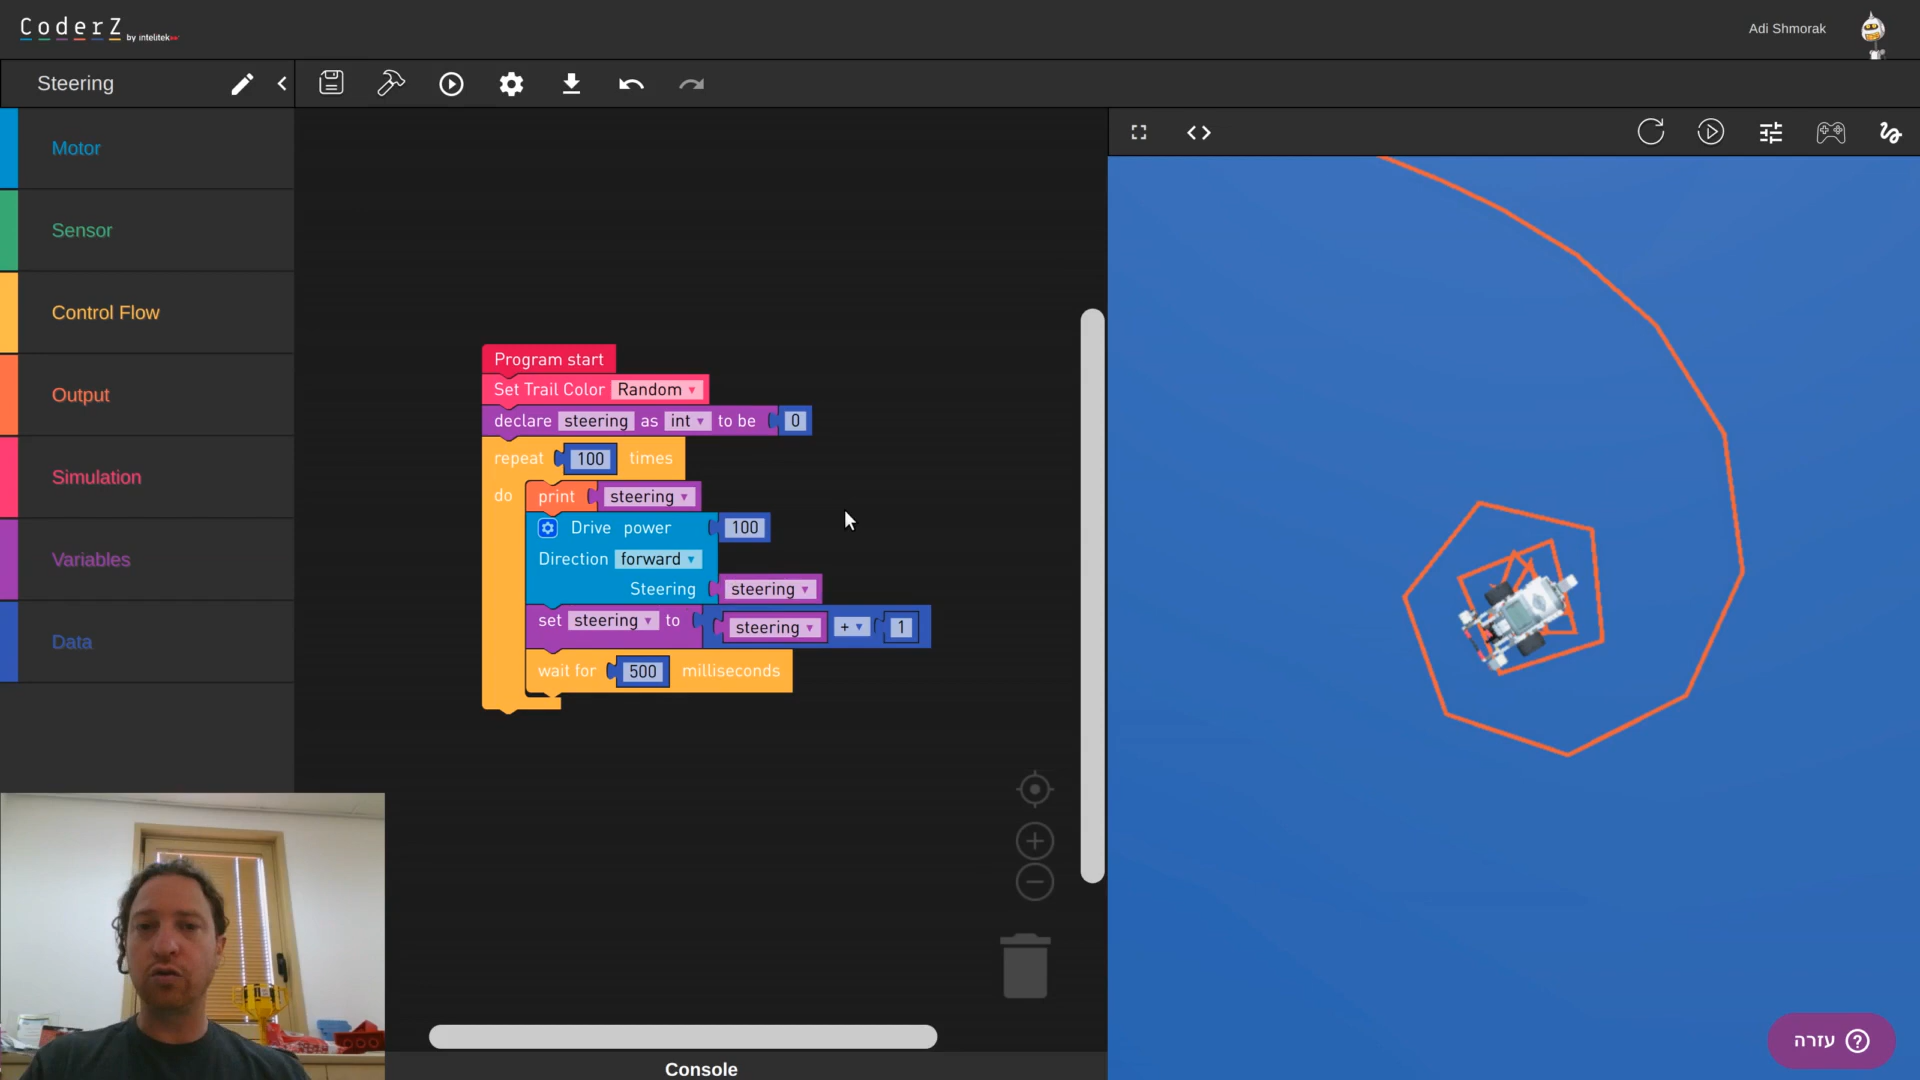 CoderZ
by intelitek
Adi Shmorak
Steering
Motor
Sensor
Control Flow
Output
Simulation
Variables
Data
Program start
Set Trail Color Random
declare steering as int to be 0
repeat 100 times
do print steering
Drive power 100
Direction forward
Steering steering
set steering to steering + 1
wait for 500 milliseconds
Console
עזרה